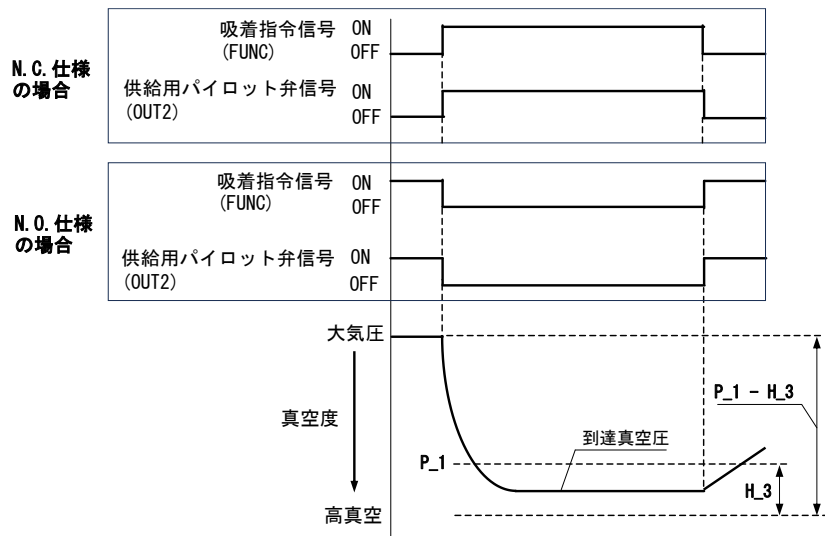 N.C.仕様
の場合
吸着指令信号 ON
(FUNC) OFF
供給用パイロット弁信号 ON
(OUT2) OFF
N.O.仕様
の場合
吸着指令信号 ON
(FUNC) OFF
供給用パイロット弁信号 ON
(OUT2) OFF
大気圧
真空度
高真空
P_1
到達真空圧
P_1 - H_3
H_3